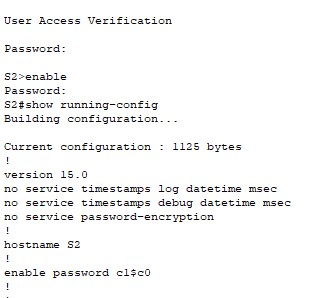 User Access Verification
Password:
S2>enable
Password:
S2#show running-config
Building configuration...
Current configuration : 1125 bytes
!
version 15.0
no service timestamps log datetime msec
no service timestamps debug datetime msec
no service password-encryption
!
hostname S2
!
enable password c1$c0
!